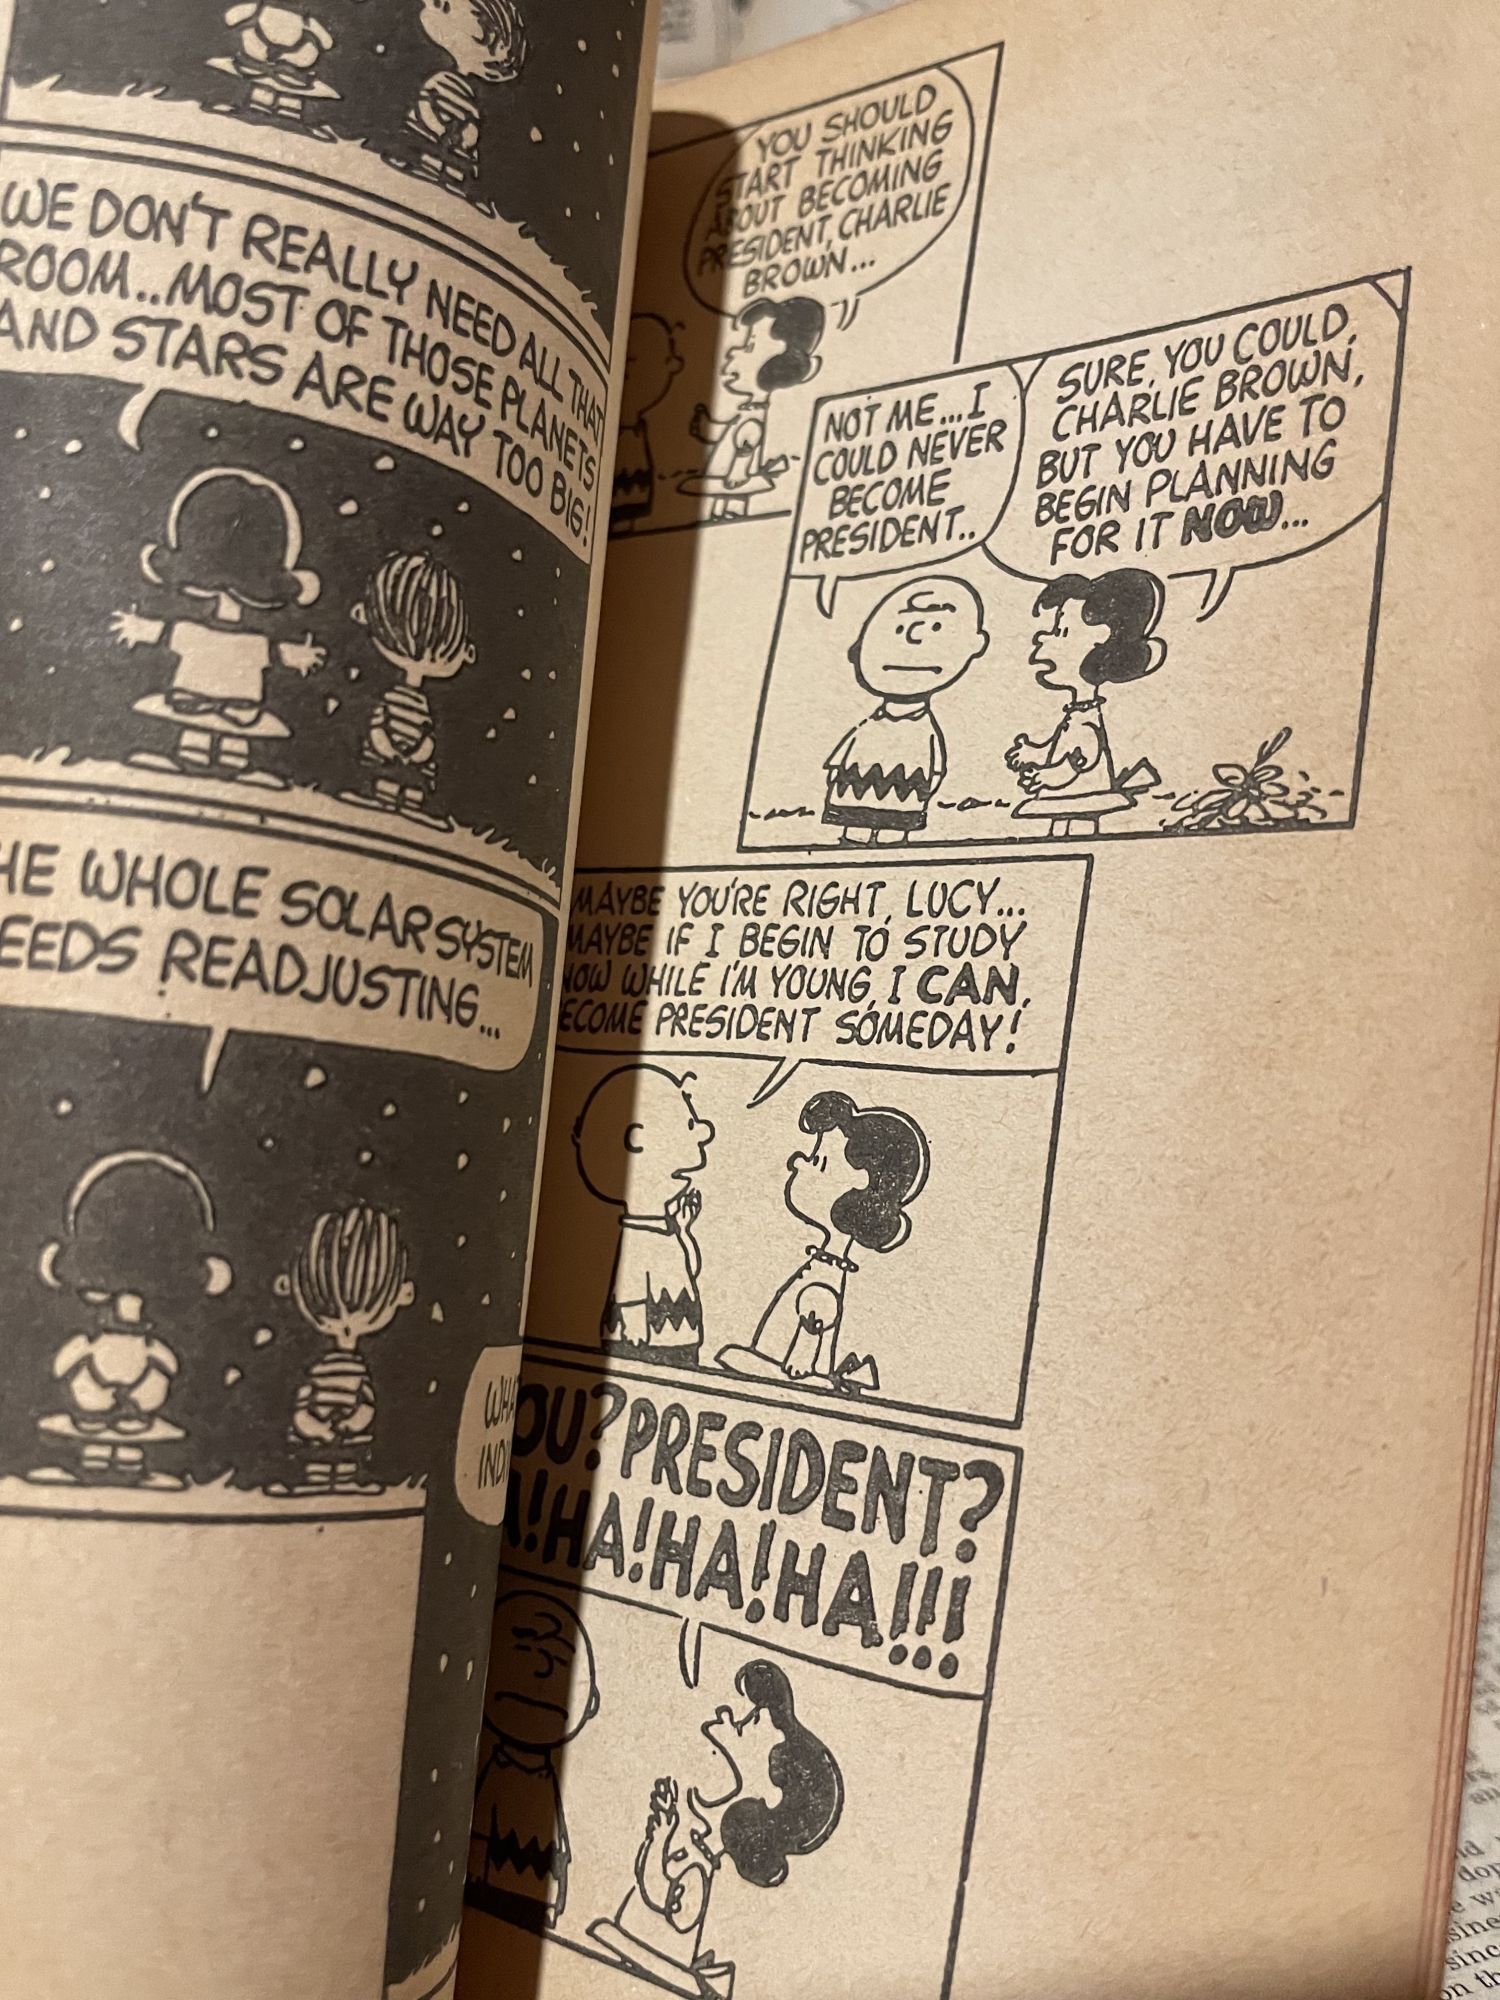 WE DON'T REALLY NEED ALL THAT
ROOM..MOST OF THOSE PLANETS
AND STARS ARE WAY TOO BIG!
HE WHOLE SOLAR SYSTEM
EEDS READJUSTING...
WHA
IND
YOU SHOULD
START THINKING
ABOUT BECOMING
PRESIDENT, CHARLIE
BROWN...
NOT ME...I
COULD NEVER
BECOME
PRESIDENT..
SURE, YOU COULD,
CHARLIE BROWN,
BUT YOU HAVE TO
BEGIN PLANNING
FOR IT NOW...
MAYBE YOU'RE RIGHT, LUCY...
MAYBE IF I BEGIN TO STUDY
NOW WHILE I'M YOUNG, I CAN
ECOME PRESIDENT SOMEDAY!
OU? PRESIDENT?
A!HA!HA!HA!!!